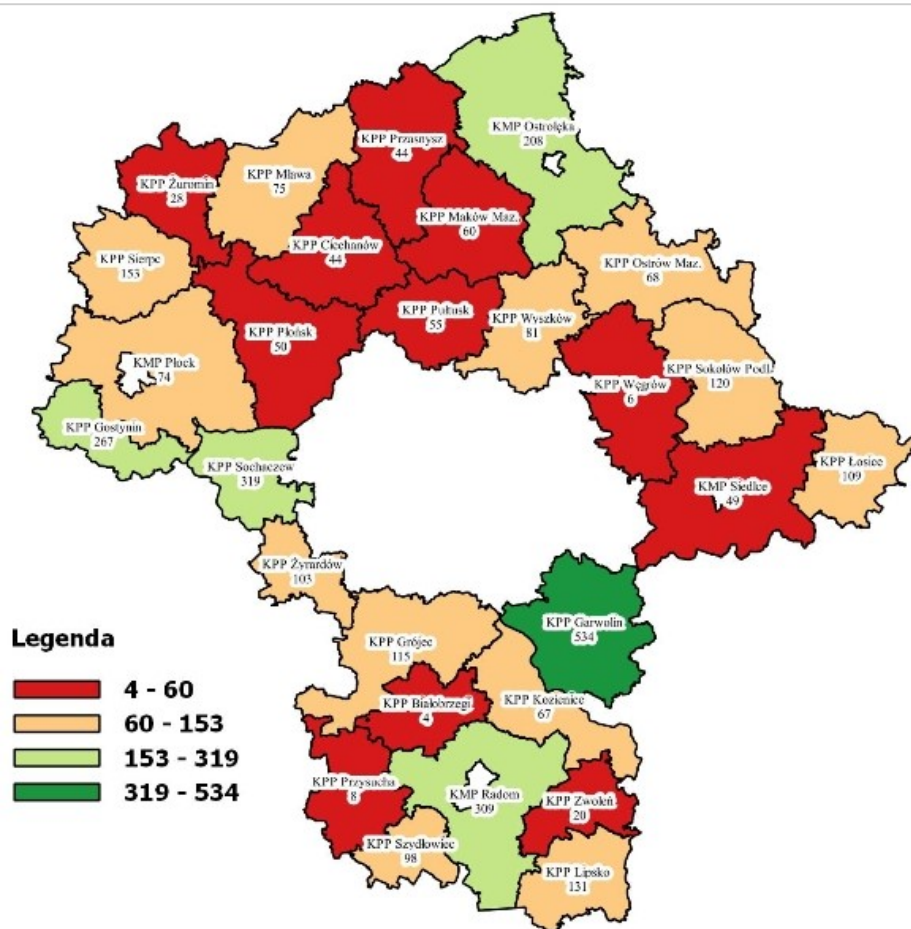 KMP Ostrołęka
208
KPP Przasnysz
44
KPP Mława
75
KPP Żuromin
28
KPP Maków Maz.
60
KPP Ciechanów
44
KPP Sierpc
153
KPP Ostrów Maz.
68
KPP Pułtusk
55
KPP Wyszków
81
KPP Płońsk
50
KMP Płock
74
KPP Sokołów Podl.
120
KPP Węgrów
6
KPP Gostynin
267
KPP Sochaczew
319
KPP Łosice
109
KMP Siedlce
49
KPP Żyrardów
103
KPP Garwolin
534
KPP Grójec
115
KPP Białobrzegi
4
KPP Kozienice
67
KPP Przysucha
8
KMP Radom
309
KPP Zwoleń
20
KPP Szydłowiec
98
KPP Lipsko
131
Legenda
4 - 60
60 - 153
153 - 319
319 - 534